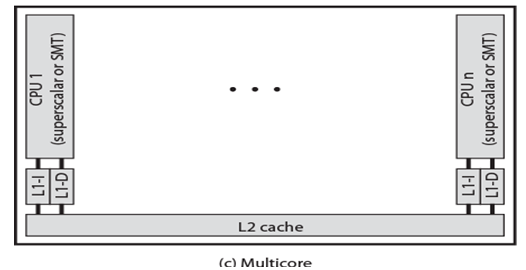 CPU 1
(superscalar or SMT)
L1-I
L1-D
CPU n
(superscalar or SMT)
L1-I
L1-D
L2 cache
(c) Multicore